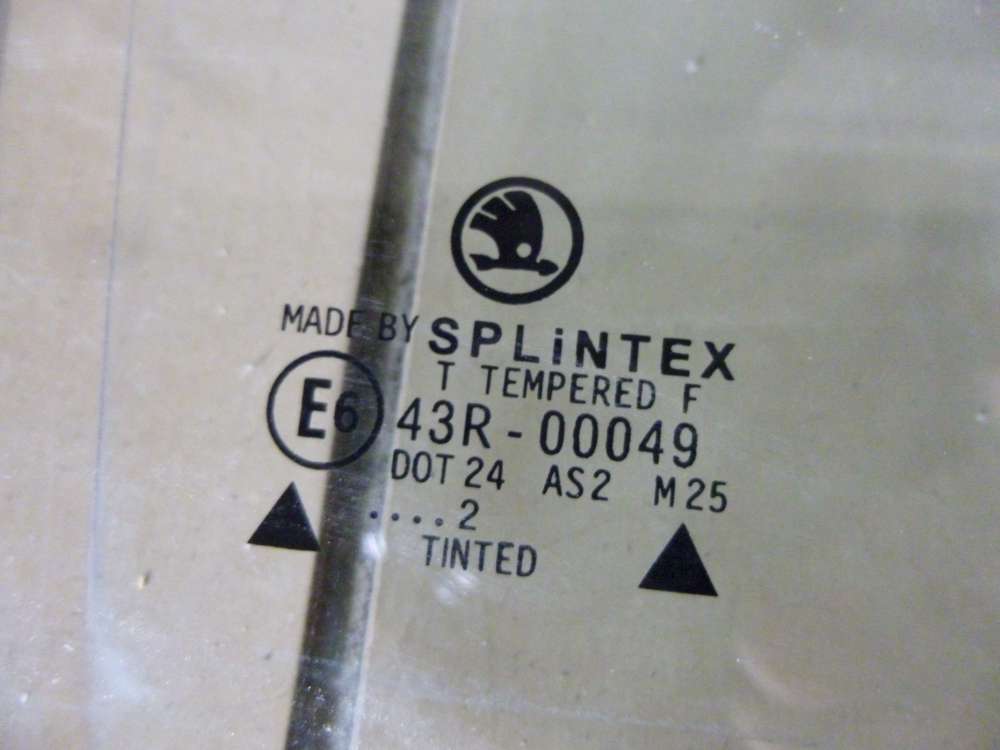 MADE BY SPLiNTEX
T TEMPERED F
E6 43R-00049
DOT 24 AS2 M25
....2
TINTED